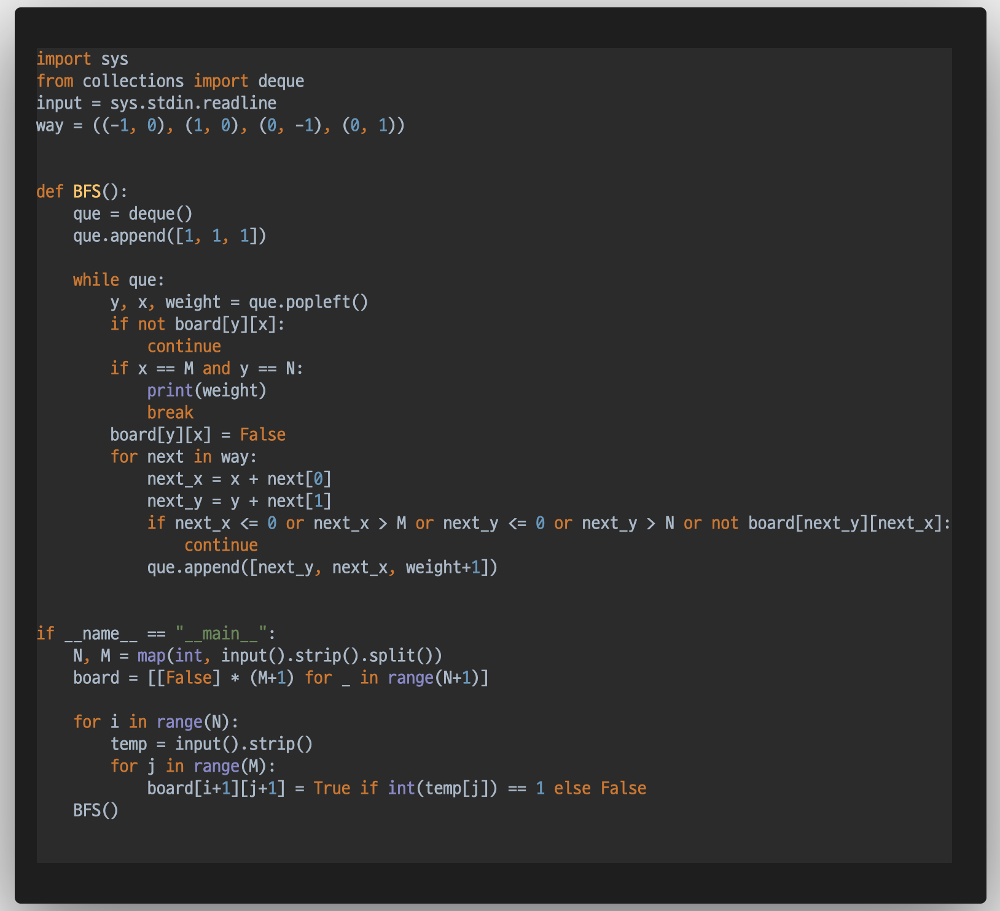 import sys
from collections import deque
input = sys.stdin.readline
way = ((-1, 0), (1, 0), (0, -1), (0, 1))
def BFS():
    que = deque()
    que.append([1, 1, 1])
    while que:
        y, x, weight = que.popleft()
        if not board[y][x]:
            continue
        if x == M and y == N:
            print(weight)
            break
        board[y][x] = False
        for next in way:
            next_x = x + next[0]
            next_y = y + next[1]
            if next_x <= 0 or next_x > M or next_y <= 0 or next_y > N or not board[next_y][next_x]:
                continue
            que.append([next_y, next_x, weight+1])
if __name__ == "__main__":
    N, M = map(int, input().strip().split())
    board = [[False] * (M+1) for _ in range(N+1)]
    for i in range(N):
        temp = input().strip()
        for j in range(M):
            board[i+1][j+1] = True if int(temp[j]) == 1 else False
    BFS()